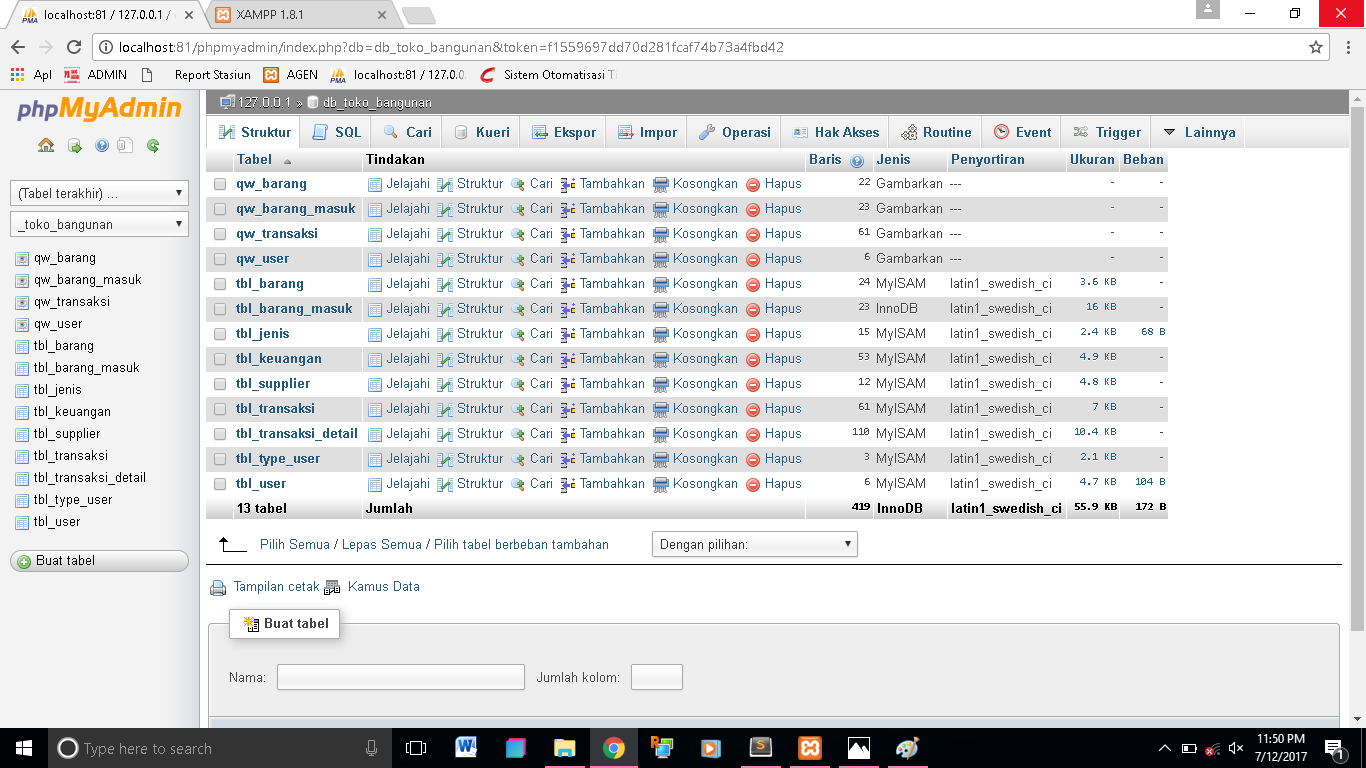 localhost:81 / 127.0.0.1 /
XAMPP 1.8.1
localhost:81/phpmyadmin/index.php?db=db_toko_bangunan&token=f1559697dd70d281fcaf74b73a4fbd42
Apl ADMIN Report Stasiun AGEN localhost:81 / 127.0.0 Sistem Otomatisasi Ti
phpMyAdmin
(Tabel terakhir) ...
_toko_bangunan
qw_barang
qw_barang_masuk
qw_transaksi
qw_user
tbl_barang
tbl_barang_masuk
tbl_jenis
tbl_keuangan
tbl_supplier
tbl_transaksi
tbl_transaksi_detail
tbl_type_user
tbl_user
Buat tabel
127.0.0.1 » db_toko_bangunan
Struktur SQL Cari Kueri Ekspor Impor Operasi Hak Akses Routine Event Trigger Lainnya
Tabel Tindakan Baris Jenis Penyortiran Ukuran Beban
qw_barang Jelajahi Struktur Cari Tambahkan Kosongkan Hapus 22 Gambarkan --- - -
qw_barang_masuk Jelajahi Struktur Cari Tambahkan Kosongkan Hapus 23 Gambarkan --- - -
qw_transaksi Jelajahi Struktur Cari Tambahkan Kosongkan Hapus 61 Gambarkan --- - -
qw_user Jelajahi Struktur Cari Tambahkan Kosongkan Hapus 6 Gambarkan --- - -
tbl_barang Jelajahi Struktur Cari Tambahkan Kosongkan Hapus 24 MyISAM latin1_swedish_ci 3.6 KB -
tbl_barang_masuk Jelajahi Struktur Cari Tambahkan Kosongkan Hapus 23 InnoDB latin1_swedish_ci 16 KB -
tbl_jenis Jelajahi Struktur Cari Tambahkan Kosongkan Hapus 15 MyISAM latin1_swedish_ci 2.4 KB 68 B
tbl_keuangan Jelajahi Struktur Cari Tambahkan Kosongkan Hapus 53 MyISAM latin1_swedish_ci 4.9 KB -
tbl_supplier Jelajahi Struktur Cari Tambahkan Kosongkan Hapus 12 MyISAM latin1_swedish_ci 4.8 KB -
tbl_transaksi Jelajahi Struktur Cari Tambahkan Kosongkan Hapus 61 MyISAM latin1_swedish_ci 7 KB -
tbl_transaksi_detail Jelajahi Struktur Cari Tambahkan Kosongkan Hapus 110 MyISAM latin1_swedish_ci 10.4 KB -
tbl_type_user Jelajahi Struktur Cari Tambahkan Kosongkan Hapus 3 MyISAM latin1_swedish_ci 2.1 KB -
tbl_user Jelajahi Struktur Cari Tambahkan Kosongkan Hapus 6 MyISAM latin1_swedish_ci 4.7 KB 104 B
13 tabel Jumlah 419 InnoDB latin1_swedish_ci 55.9 KB 172 B
Pilih Semua / Lepas Semua / Pilih tabel berbeban tambahan Dengan pilihan:
Tampilan cetak Kamus Data
Buat tabel
Nama: Jumlah kolom:
Type here to search
11:50 PM
7/12/2017
1